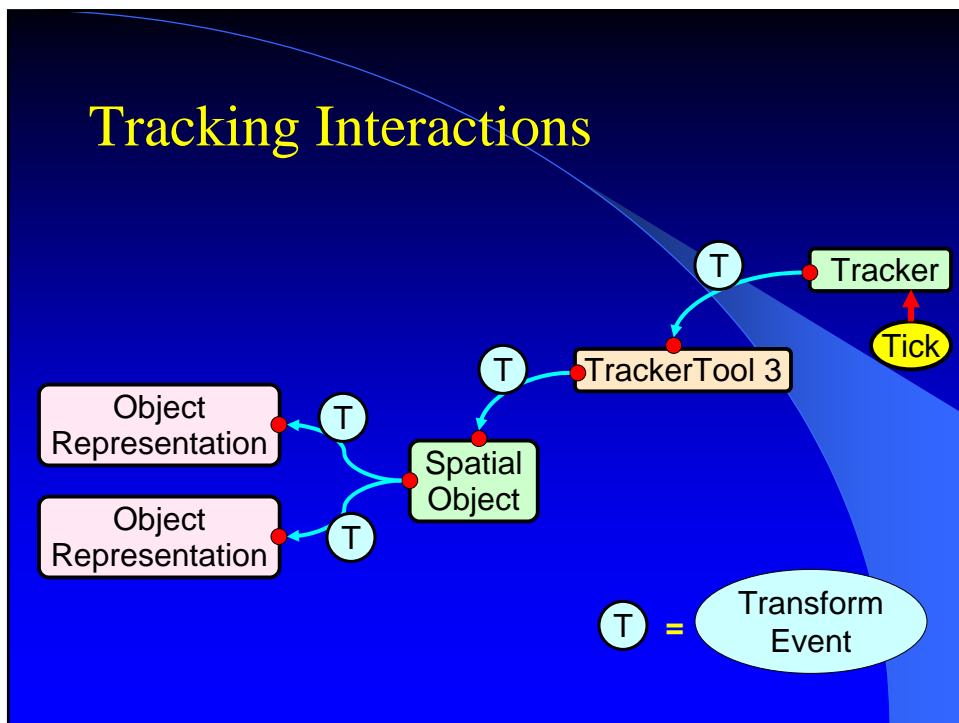 Tracking Interactions
T
Tracker
Tick
T
TrackerTool 3
Object
Representation
T
Spatial
Object
Object
Representation
T
T = Transform
Event